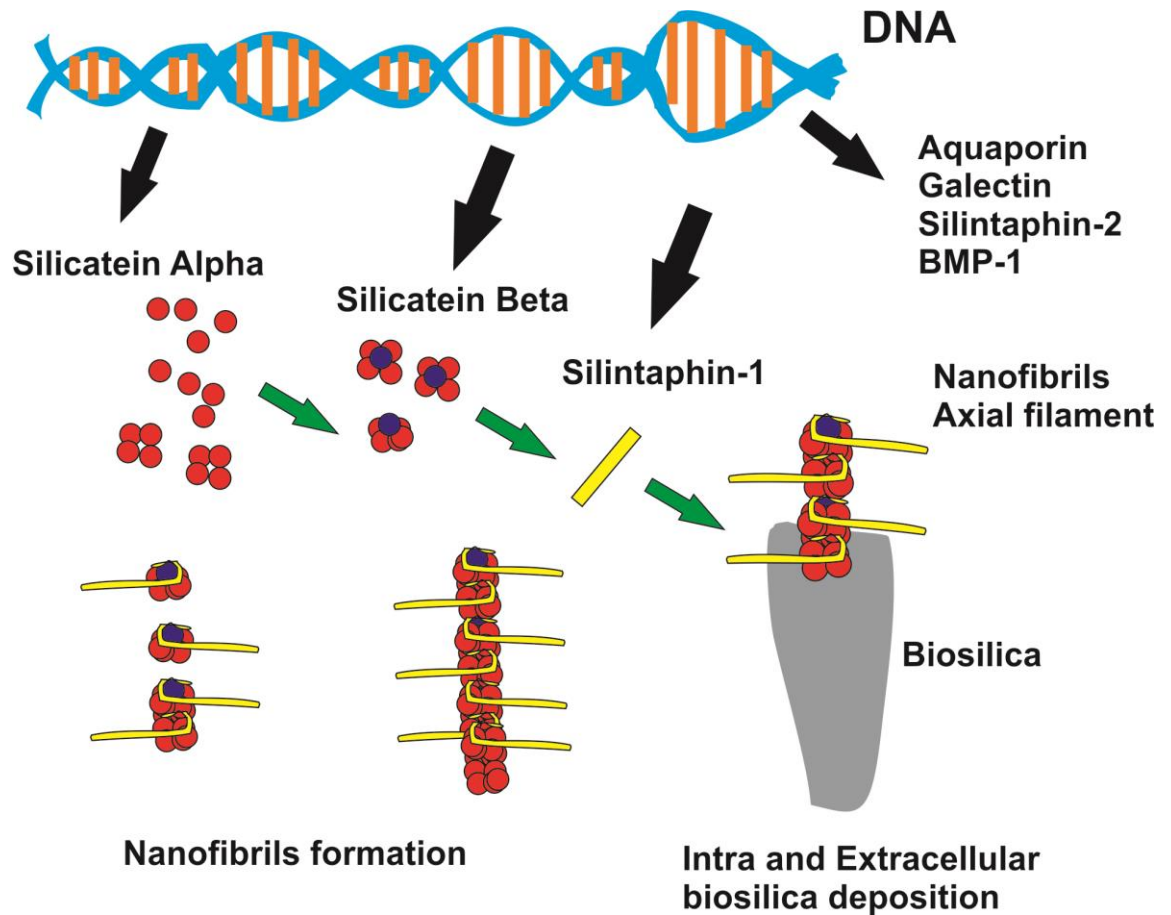 DNA
Aquaporin
Galectin
Silintaphin-2
BMP-1
Silicatein Alpha
Silicatein Beta
Silintaphin-1
Nanofibrils
Axial filament
Biosilica
Nanofibrils formation
Intra and Extracellular
biosilica deposition